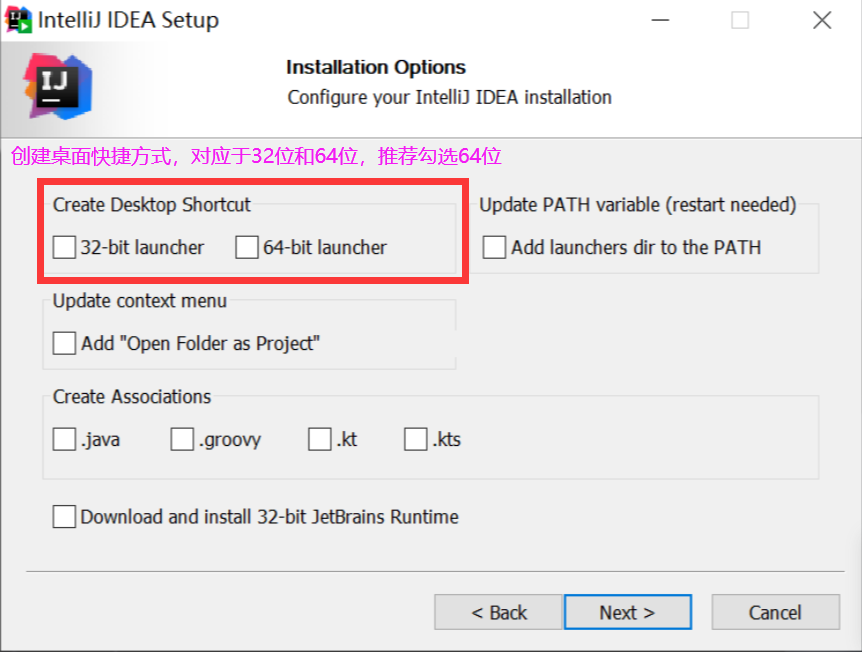 IntelliJ IDEA Setup
IJ
Installation Options
Configure your IntelliJ IDEA installation
创建桌面快捷方式，对应于32位和64位，推荐勾选64位
Create Desktop Shortcut
32-bit launcher 64-bit launcher
Update PATH variable (restart needed)
Add launchers dir to the PATH
Update context menu
Add "Open Folder as Project"
Create Associations
.java .groovy .kt .kts
Download and install 32-bit JetBrains Runtime
< Back Next > Cancel